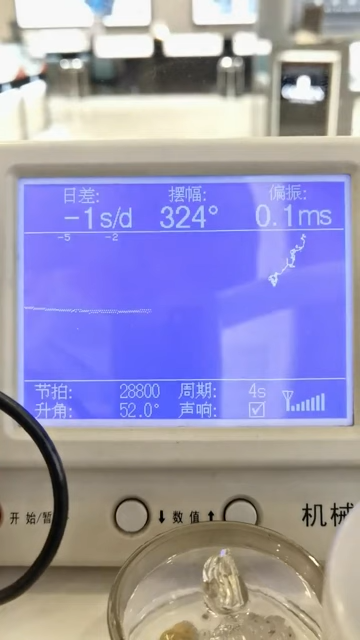 日差: 摆幅: 偏振:
-1s/d 324° 0.1ms
-5 -2
节拍: 28800 周期: 4s
升角: 52.0° 声响: ☑
开始/暂
↓数值↑
机械